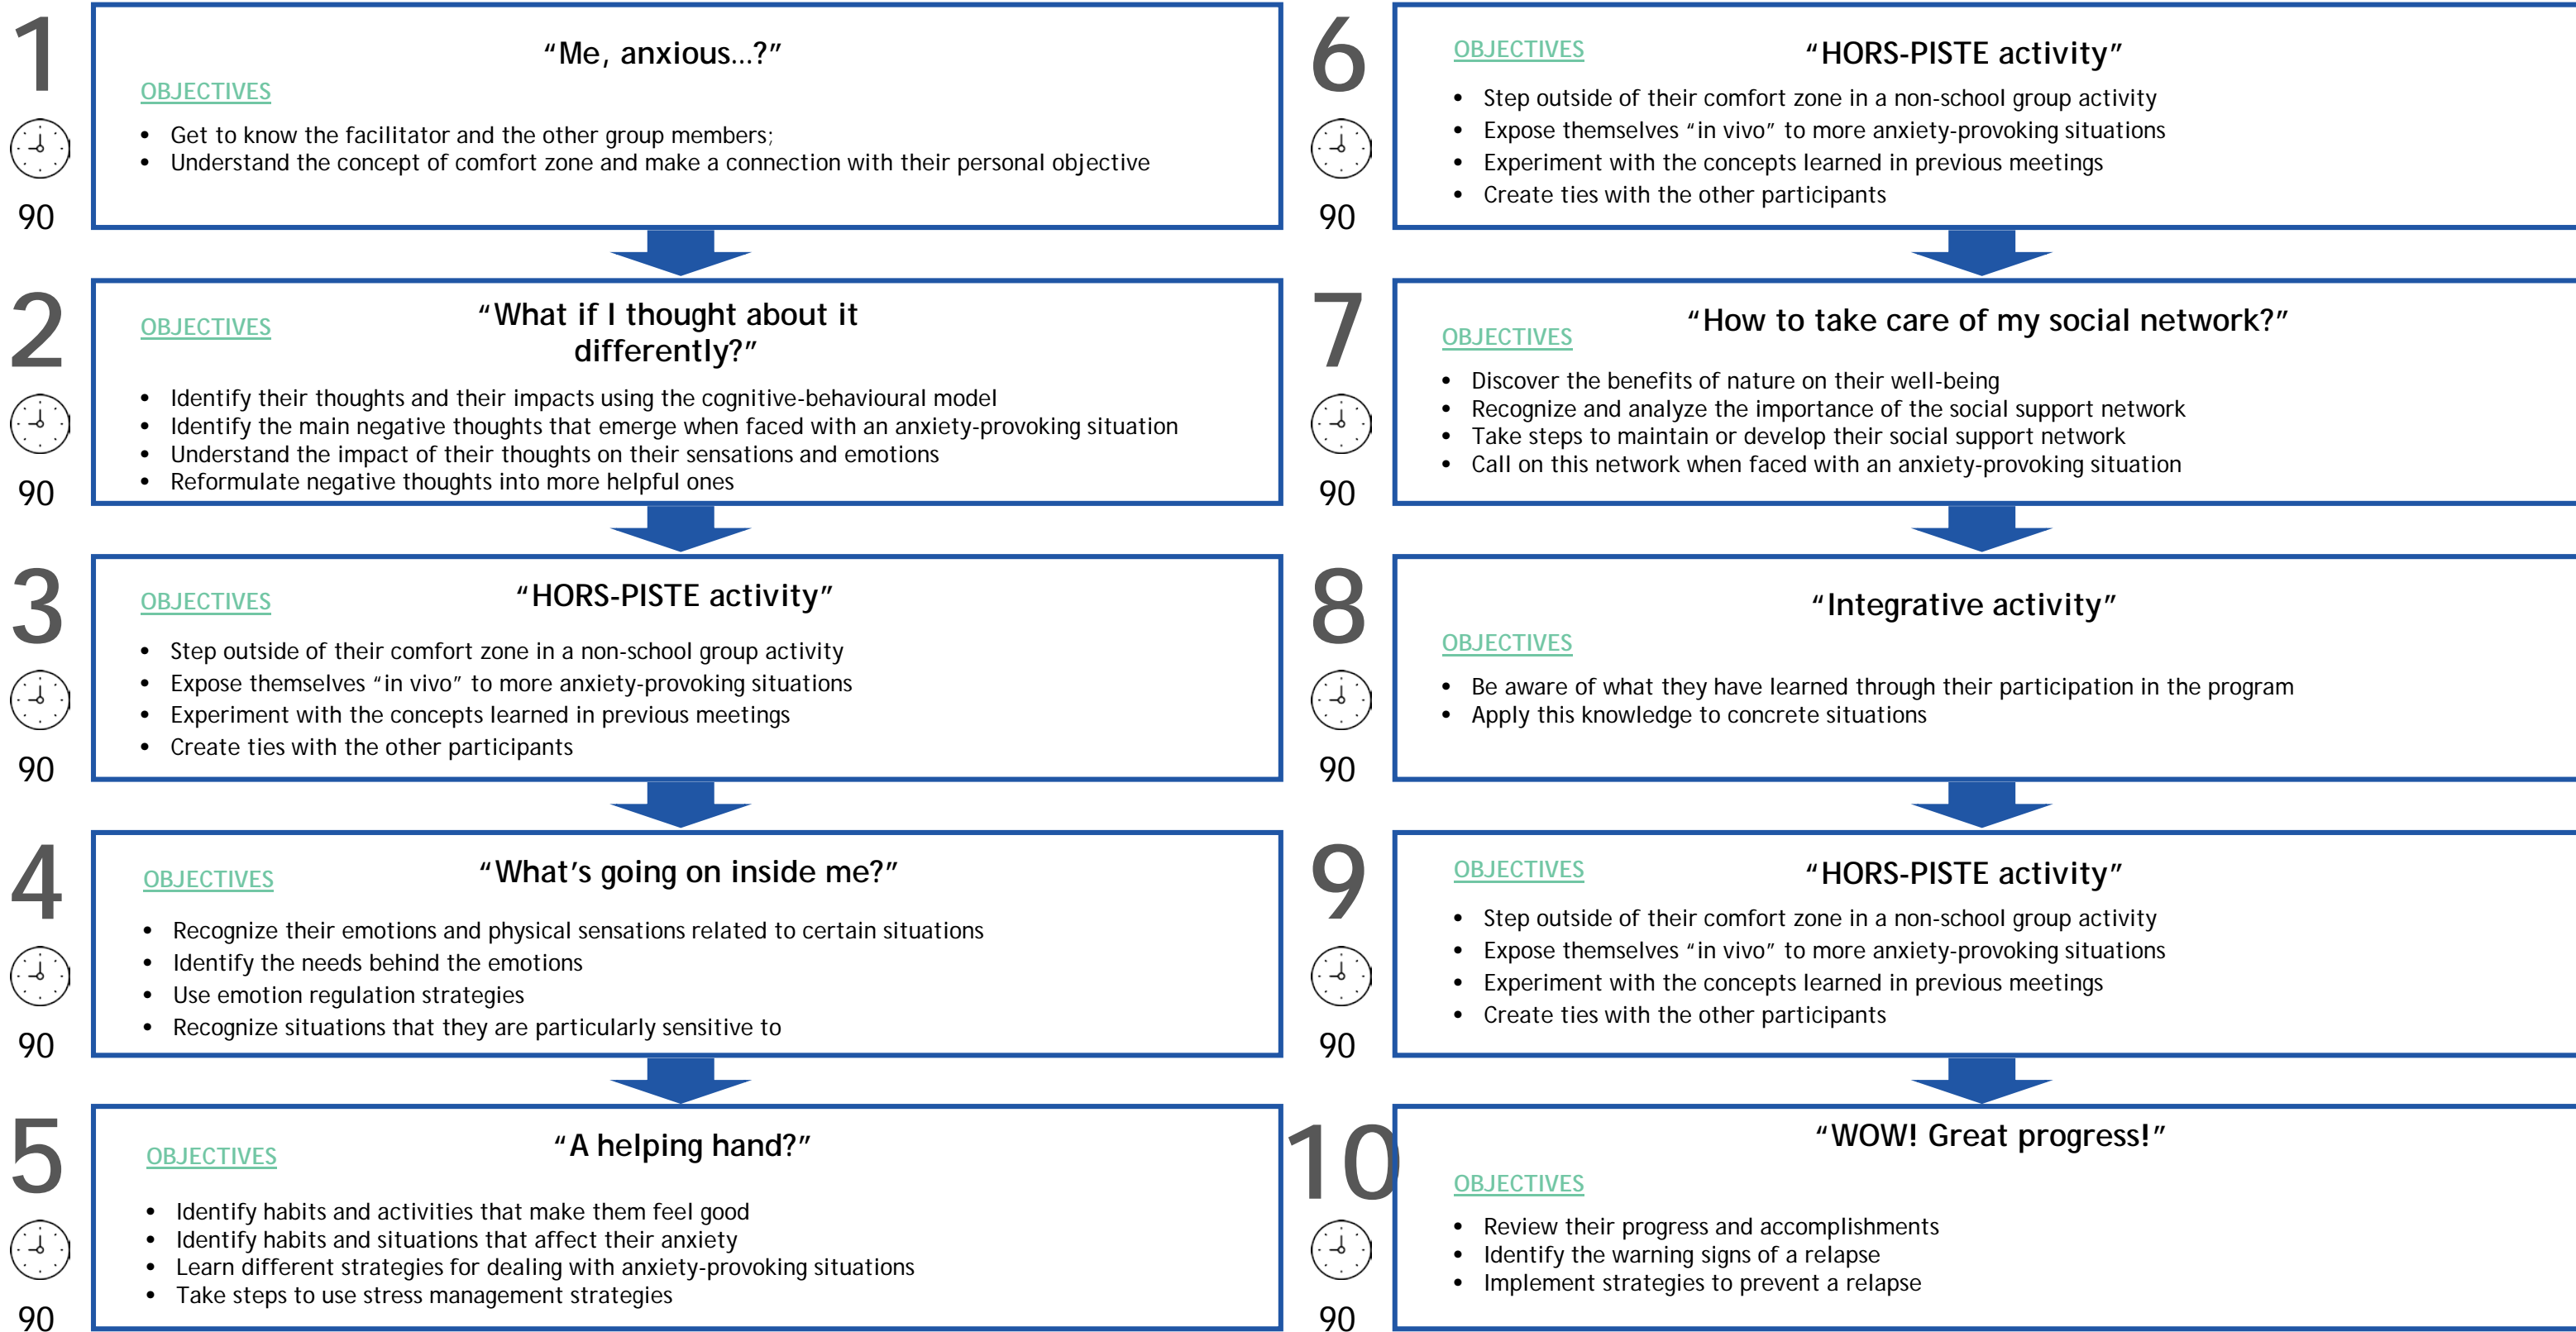 1
“Me, anxious...?”
OBJECTIVES
• Get to know the facilitator and the other group members;
• Understand the concept of comfort zone and make a connection with their personal objective
90
2
“What if I thought about it
differently?”
OBJECTIVES
• Identify their thoughts and their impacts using the cognitive-behavioural model
• Identify the main negative thoughts that emerge when faced with an anxiety-provoking situation
• Understand the impact of their thoughts on their sensations and emotions
• Reformulate negative thoughts into more helpful ones
90
3
“HORS-PISTE activity”
OBJECTIVES
• Step outside of their comfort zone in a non-school group activity
• Expose themselves “in vivo” to more anxiety-provoking situations
• Experiment with the concepts learned in previous meetings
• Create ties with the other participants
90
4
“What’s going on inside me?”
OBJECTIVES
• Recognize their emotions and physical sensations related to certain situations
• Identify the needs behind the emotions
• Use emotion regulation strategies
• Recognize situations that they are particularly sensitive to
90
5
“A helping hand?”
OBJECTIVES
• Identify habits and activities that make them feel good
• Identify habits and situations that affect their anxiety
• Learn different strategies for dealing with anxiety-provoking situations
• Take steps to use stress management strategies
90
6
OBJECTIVES
“HORS-PISTE activity”
• Step outside of their comfort zone in a non-school group activity
• Expose themselves “in vivo” to more anxiety-provoking situations
• Experiment with the concepts learned in previous meetings
• Create ties with the other participants
90
7
“How to take care of my social network?”
OBJECTIVES
• Discover the benefits of nature on their well-being
• Recognize and analyze the importance of the social support network
• Take steps to maintain or develop their social support network
• Call on this network when faced with an anxiety-provoking situation
90
8
“Integrative activity”
OBJECTIVES
• Be aware of what they have learned through their participation in the program
• Apply this knowledge to concrete situations
90
9
OBJECTIVES
“HORS-PISTE activity”
• Step outside of their comfort zone in a non-school group activity
• Expose themselves “in vivo” to more anxiety-provoking situations
• Experiment with the concepts learned in previous meetings
• Create ties with the other participants
90
10
“WOW! Great progress!”
OBJECTIVES
• Review their progress and accomplishments
• Identify the warning signs of a relapse
• Implement strategies to prevent a relapse
90